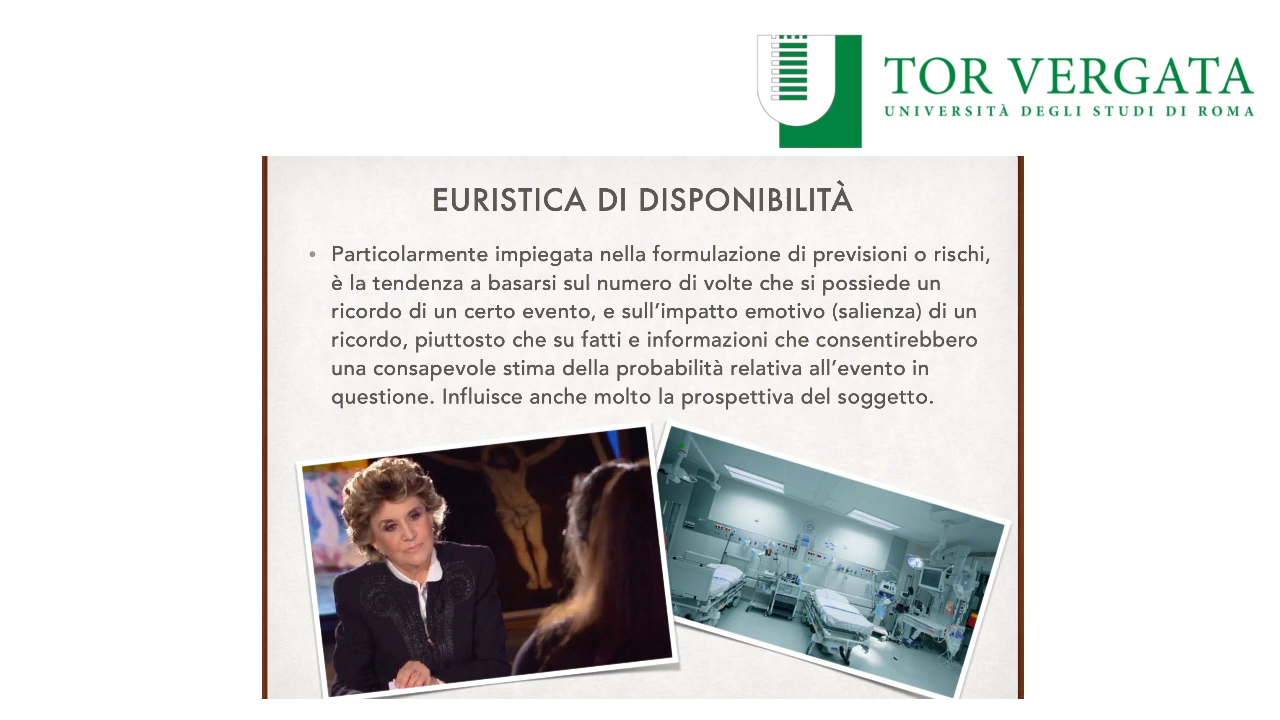 TOR VERGATA
UNIVERSITÀ DEGLI STUDI DI ROMA
EURISTICA DI DISPONIBILITÀ
• Particolarmente impiegata nella formulazione di previsioni o rischi,
è la tendenza a basarsi sul numero di volte che si possiede un
ricordo di un certo evento, e sull’impatto emotivo (salienza) di un
ricordo, piuttosto che su fatti e informazioni che consentirebbero
una consapevole stima della probabilità relativa all’evento in
questione. Influisce anche molto la prospettiva del soggetto.